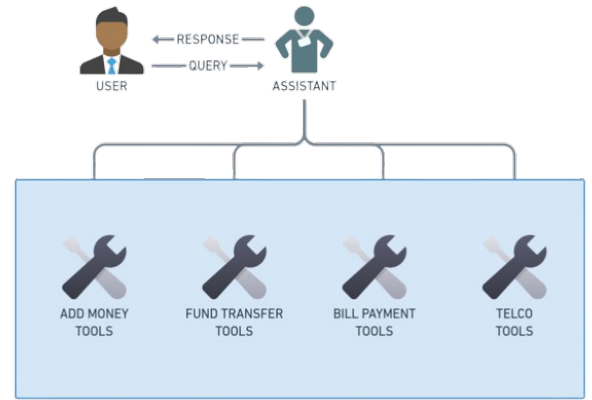 RESPONSE
QUERY
USER
ASSISTANT
ADD MONEY
TOOLS
FUND TRANSFER
TOOLS
BILL PAYMENT
TOOLS
TELCO
TOOLS